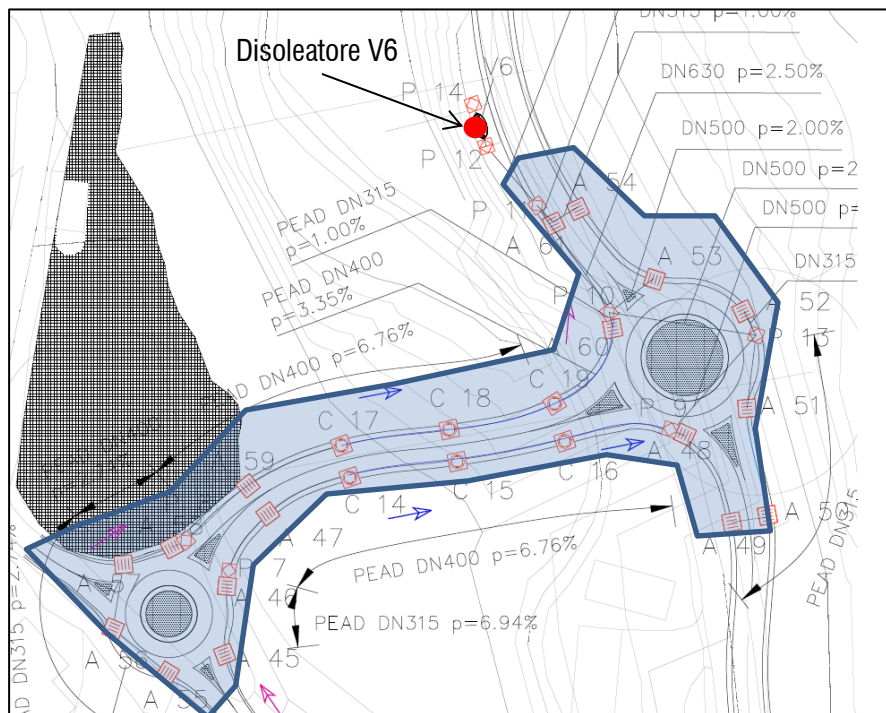 DN315 p=1.00%
Disoleatore V6
V6
P 14
DN630 p=2.50%
P 12
DN500 p=2.00%
A 54
PEAD DN315
p=1.00%
DN500 p=2
P 11
DN500 p=
A 61
A 53
DN315
PEAD DN400
p=3.35%
P 10
A 52
P 13
60
PEAD DN400 p=6.76%
C 19
C 18
P 9
A 51
C 17
A 48
59
C 16
C 15
C 14
A 50
A 49
A 47
PEAD DN400 p=6.76%
PEAD DN315
P 7
A 46
PEAD DN315 p=6.94%
A 45
A 56
A 55